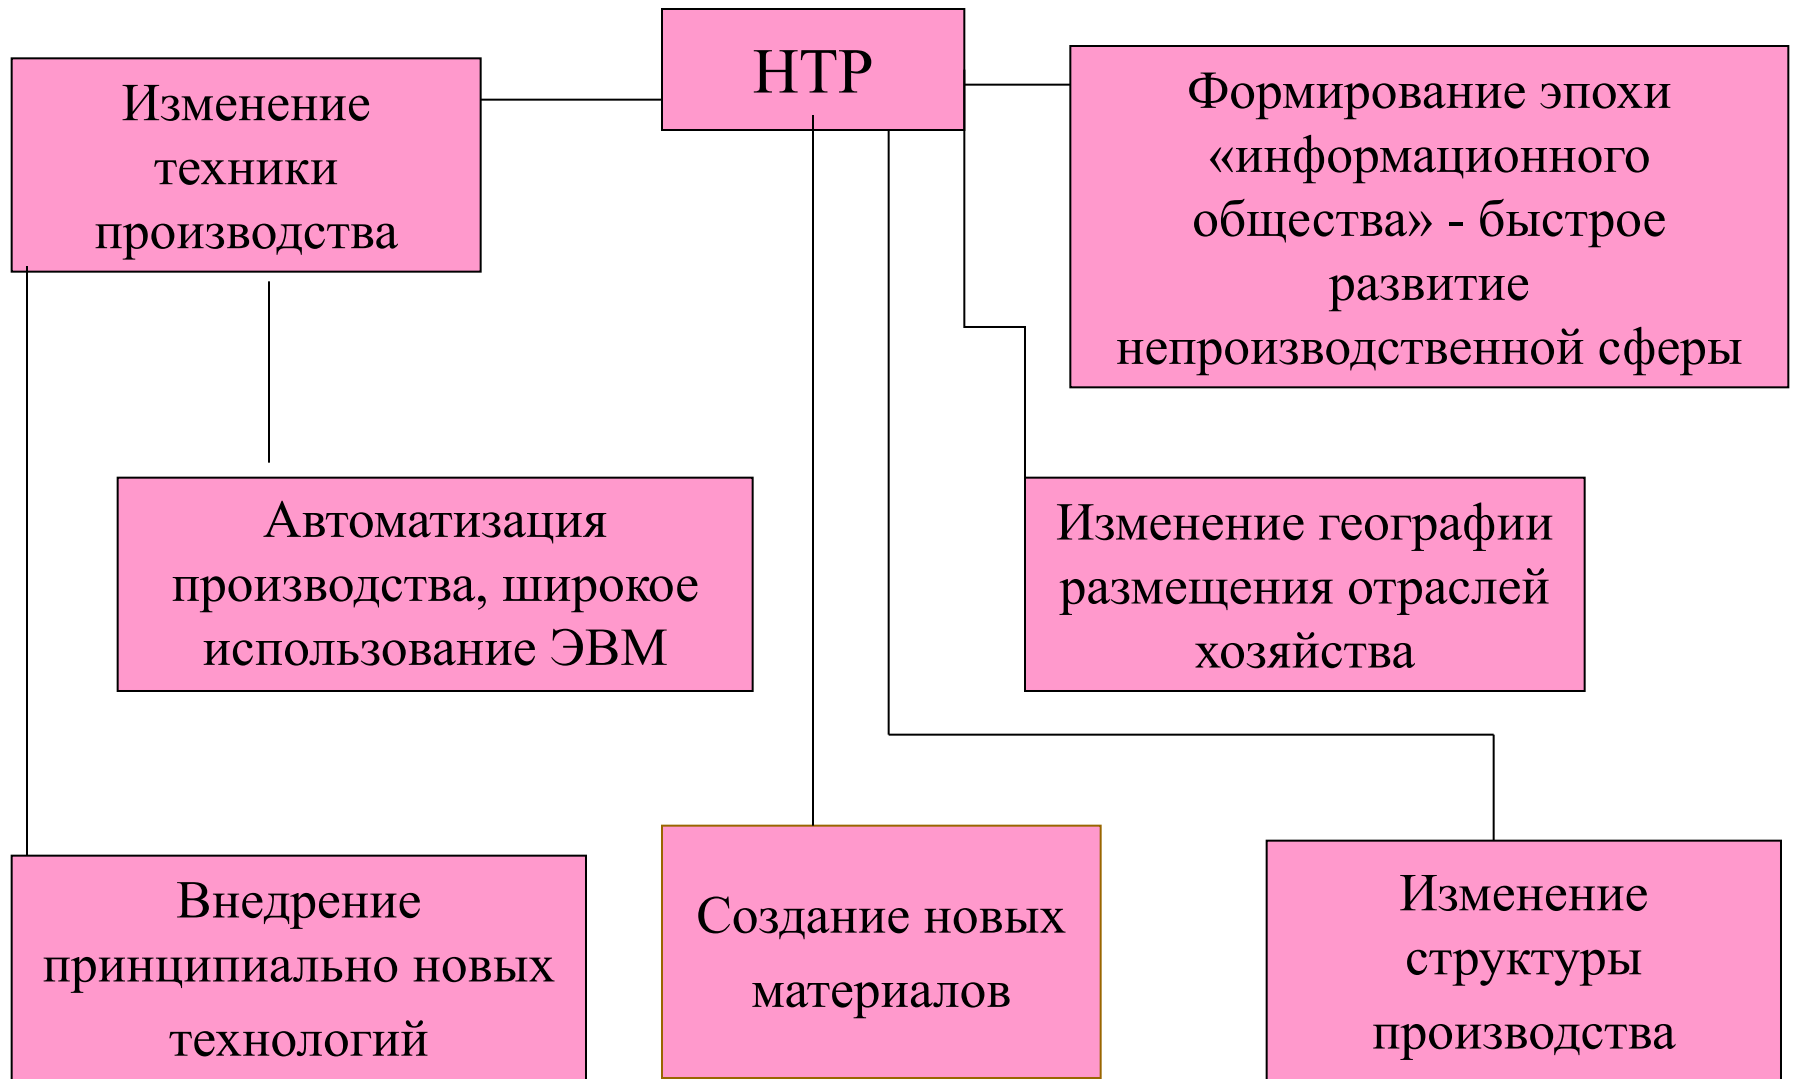 НТР
Изменение
техники
производства
Формирование эпохи
«информационного
общества» - быстрое
развитие
непроизводственной сферы
Автоматизация
производства, широкое
использование ЭВМ
Изменение географии
размещения отраслей
хозяйства
Внедрение
принципиально новых
технологий
Создание новых
материалов
Изменение
структуры
производства